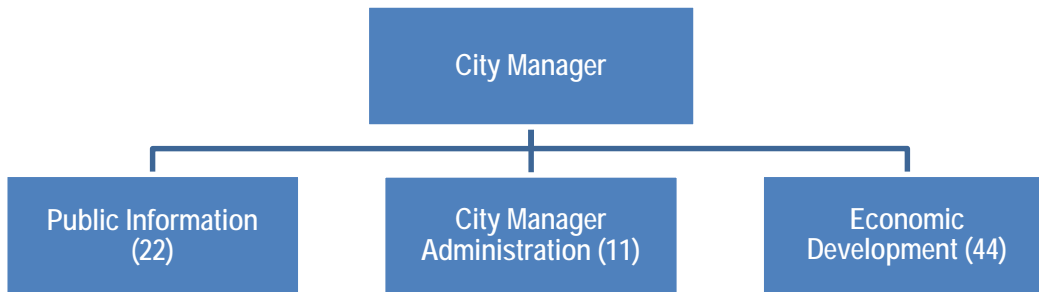 City Manager
Public Information
(22)
City Manager
Administration (11)
Economic
Development (44)